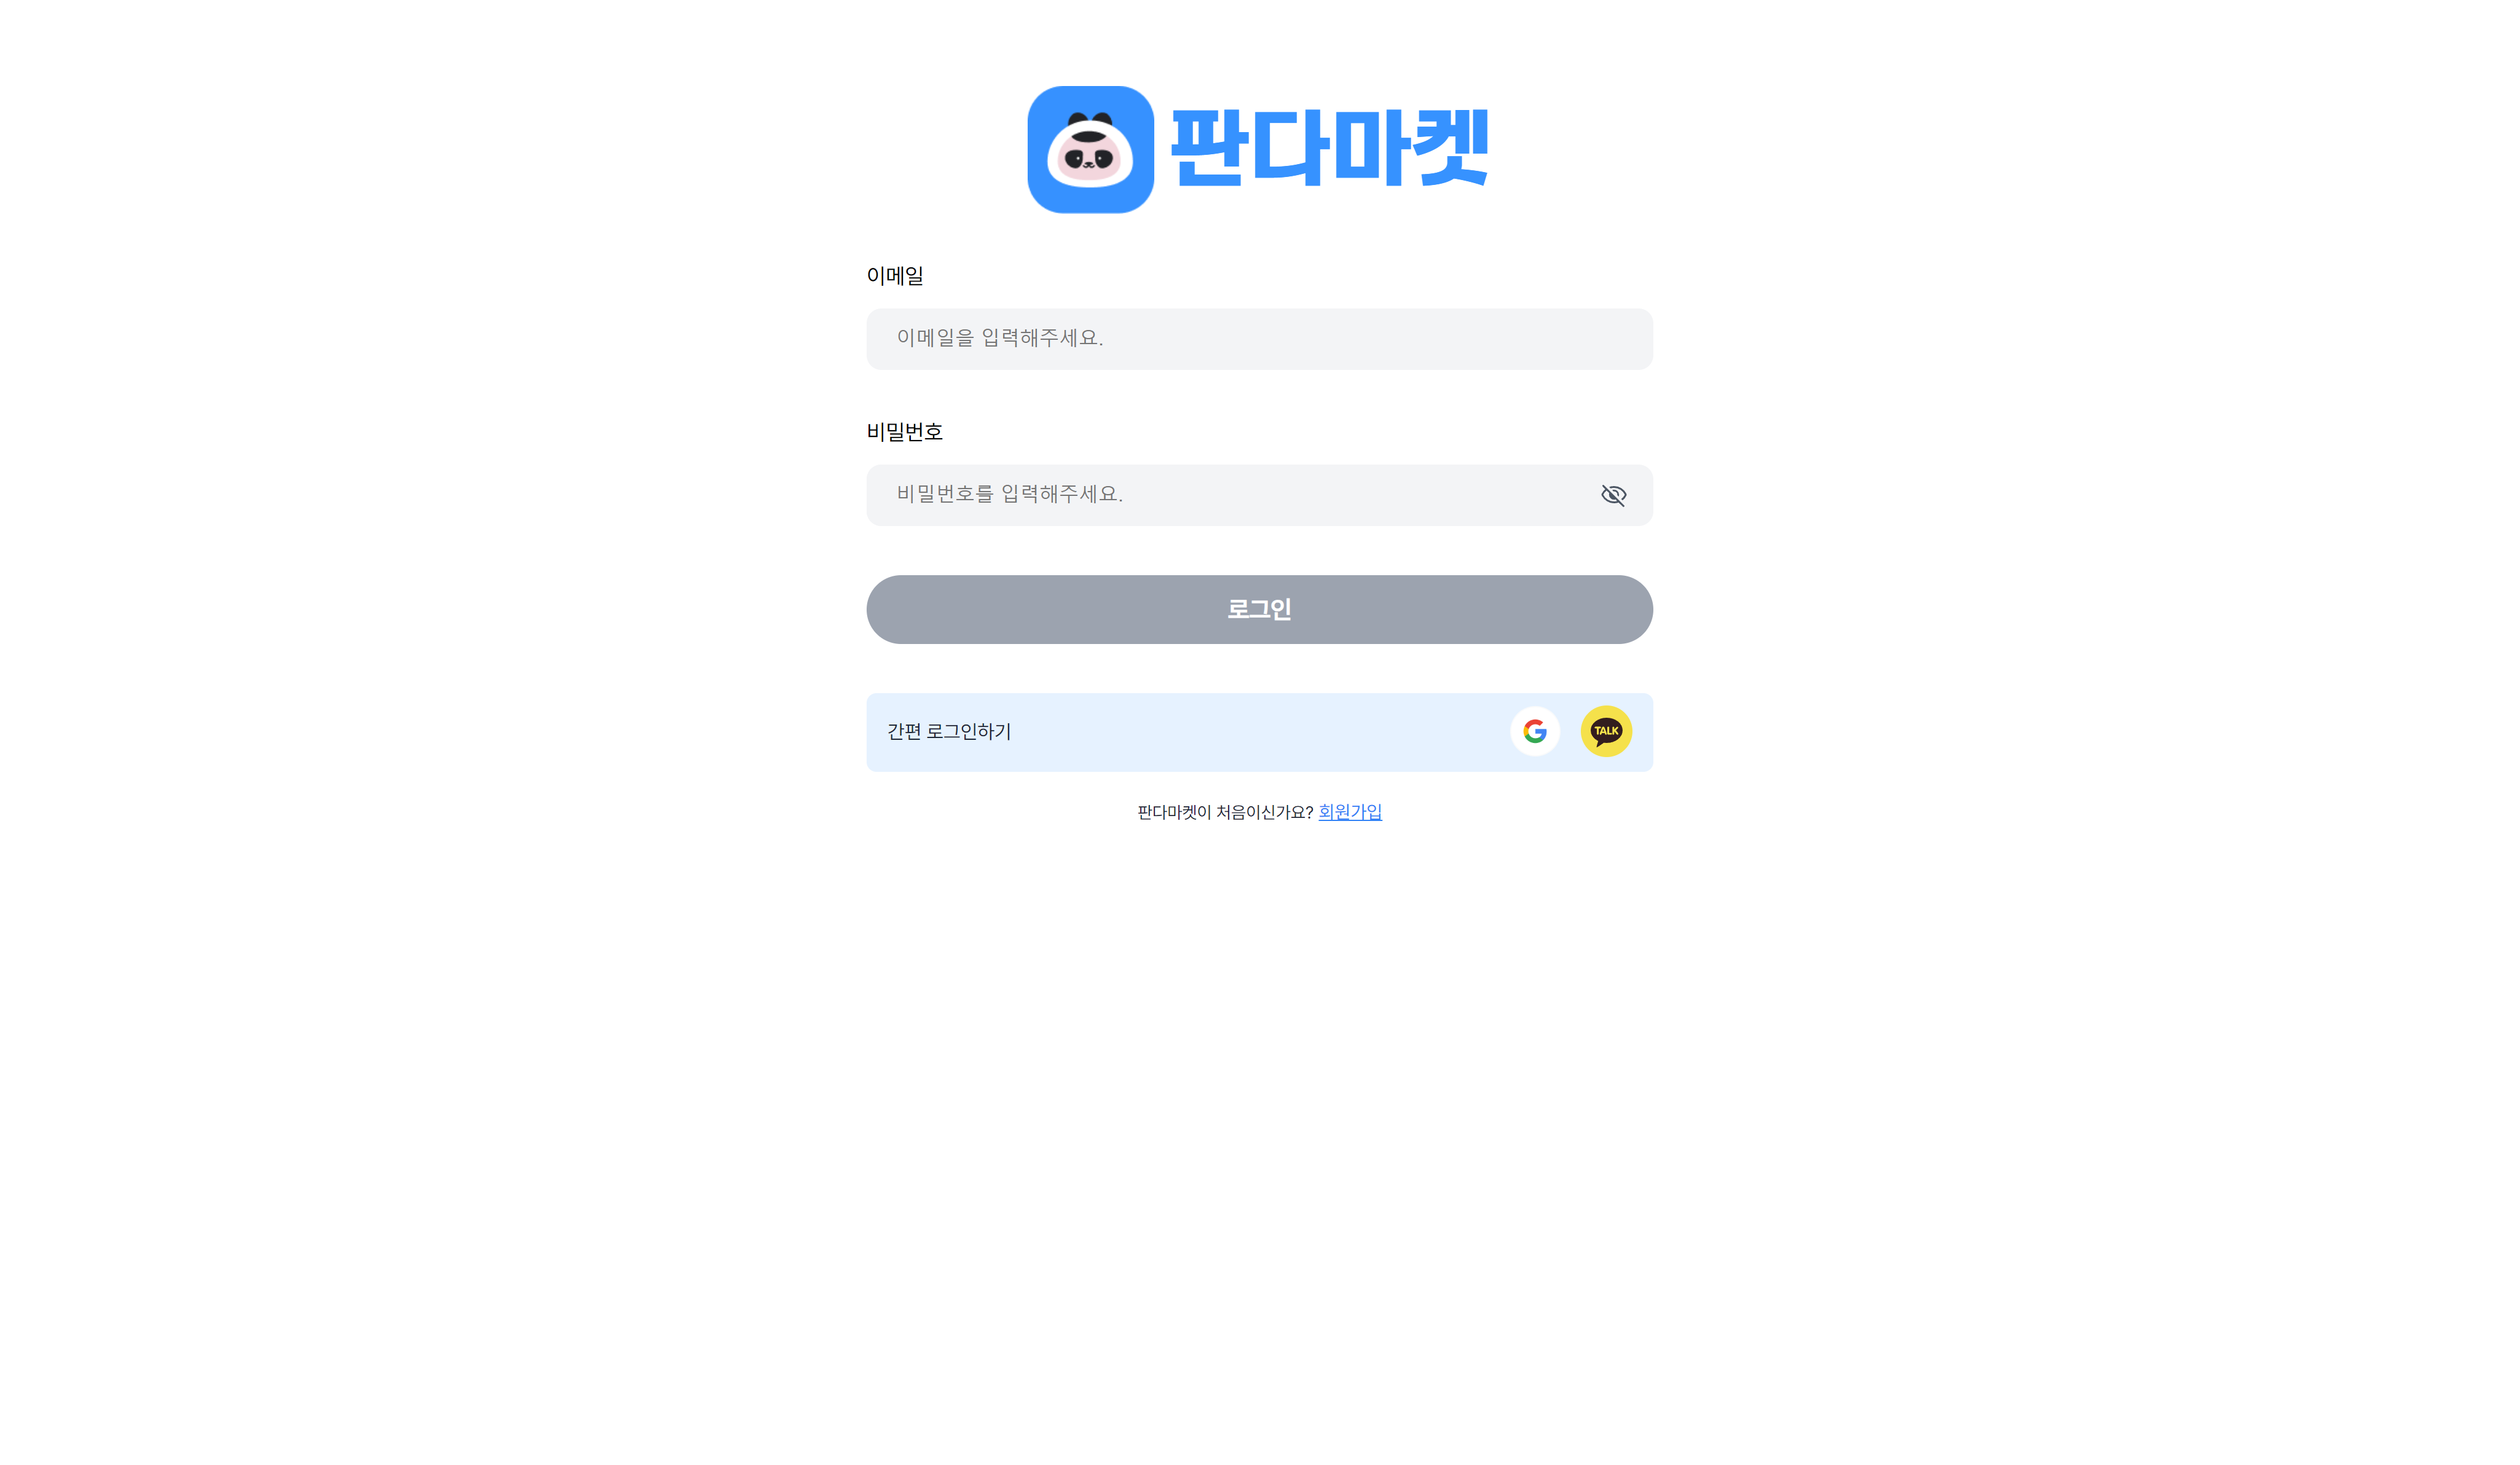 판다마켓
이메일
이메일을 입력해주세요.
비밀번호
비밀번호를 입력해주세요.
로그인
간편 로그인하기
TALK
판다마켓이 처음이신가요? 회원가입